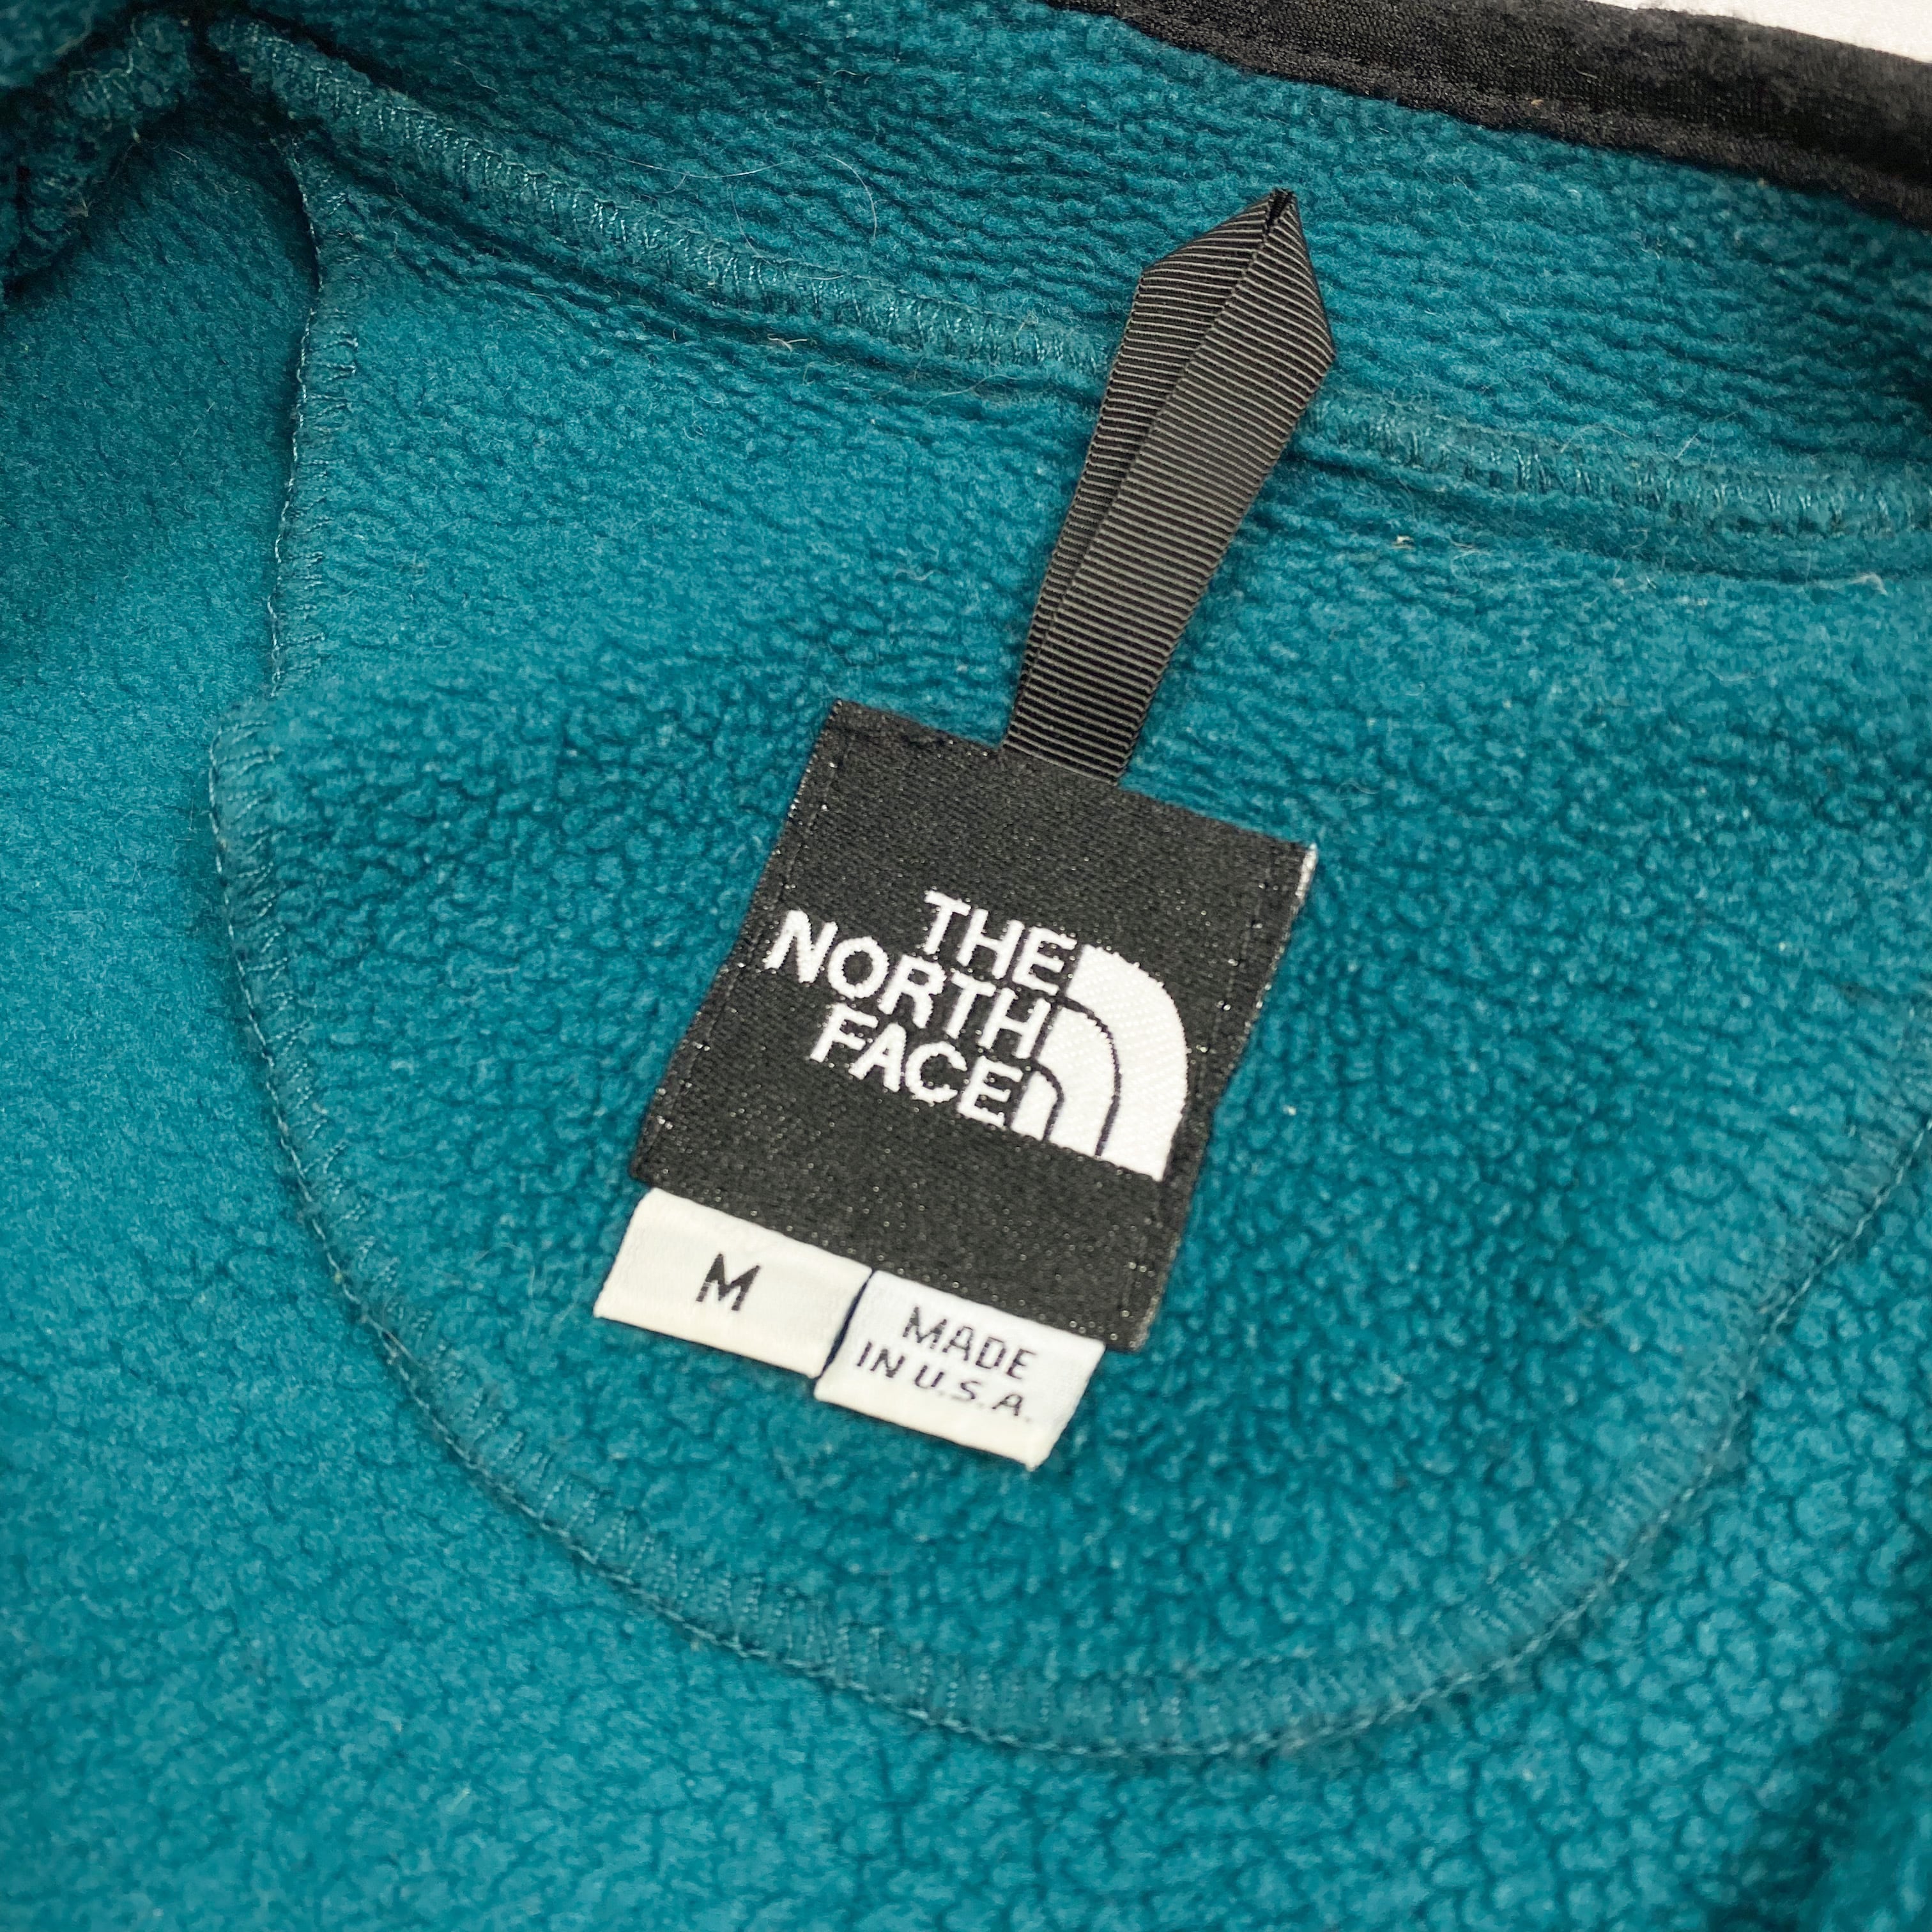 THE
NORTH
FACE
M
MADE
IN U.S.A.